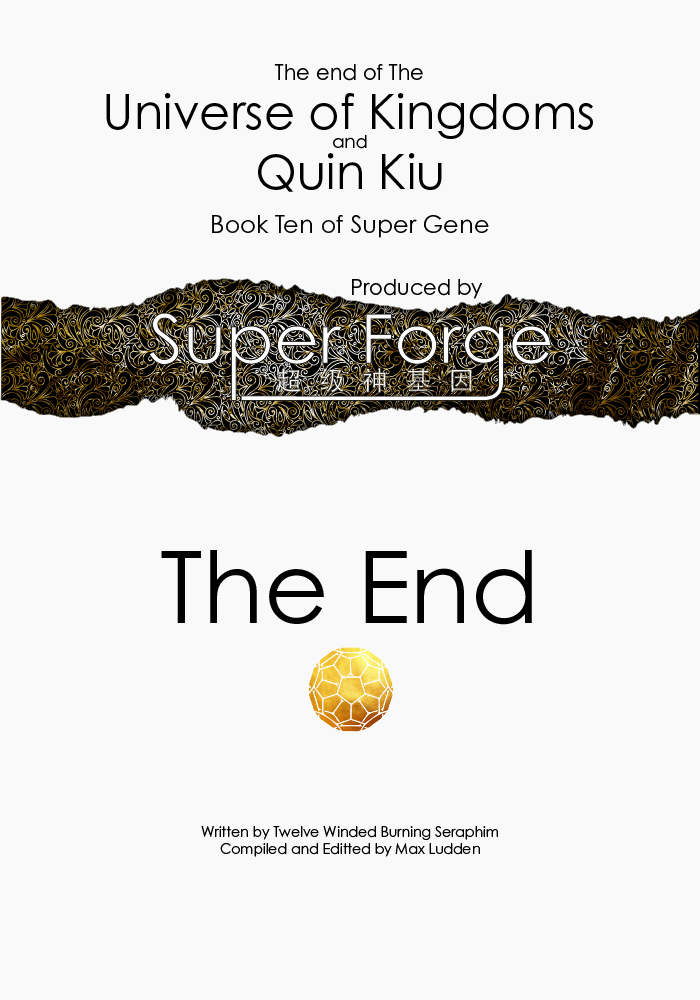 The end of The
Universe of Kingdoms
and
Quin Kiu
Book Ten of Super Gene
Produced by
Super Forge
超级神基因
The End
Written by Twelve Winded Burning Seraphim
Compiled and Editted by Max Ludden